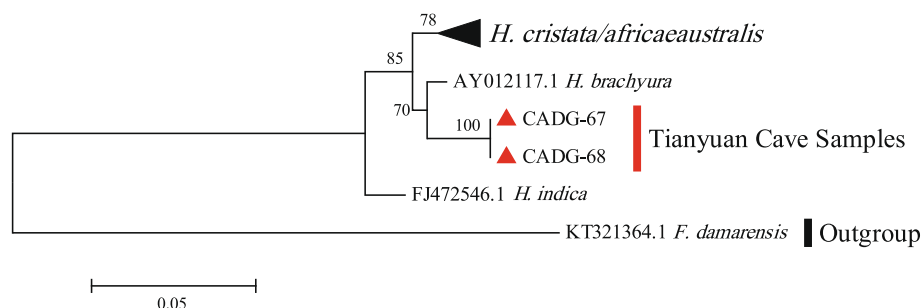 78
H. cristata/africaeaustralis
85
AY012117.1 H. brachyura
70
100
CADG-67
CADG-68
Tianyuan Cave Samples
FJ472546.1 H. indica
KT321364.1 F. damarensis
Outgroup
0.05